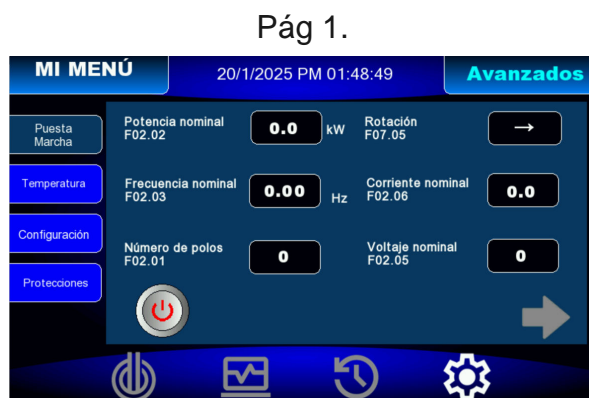 Pág 1.
MI MENÚ
20/1/2025 PM 01:48:49
Avanzados
Puesta
Marcha
Potencia nominal
F02.02
0.0 kW
Rotación
F07.05
→
Temperatura
Frecuencia nominal
F02.03
0.00 Hz
Corriente nominal
F02.06
0.0
Configuración
Número de polos
F02.01
0
Voltaje nominal
F02.05
0
Protecciones